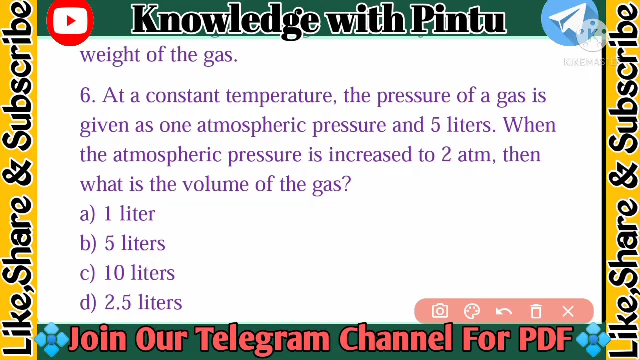 Knowledge with Pintu
KINEMASTER
weight of the gas.
6. At a constant temperature, the pressure of a gas is
given as one atmospheric pressure and 5 liters. When
the atmospheric pressure is increased to 2 atm, then
what is the volume of the gas?
a) 1 liter
b) 5 liters
c) 10 liters
d) 2.5 liters
Like,Share & Subscribe
Like,Share & Subscribe
Join Our Telegram Channel For PDF